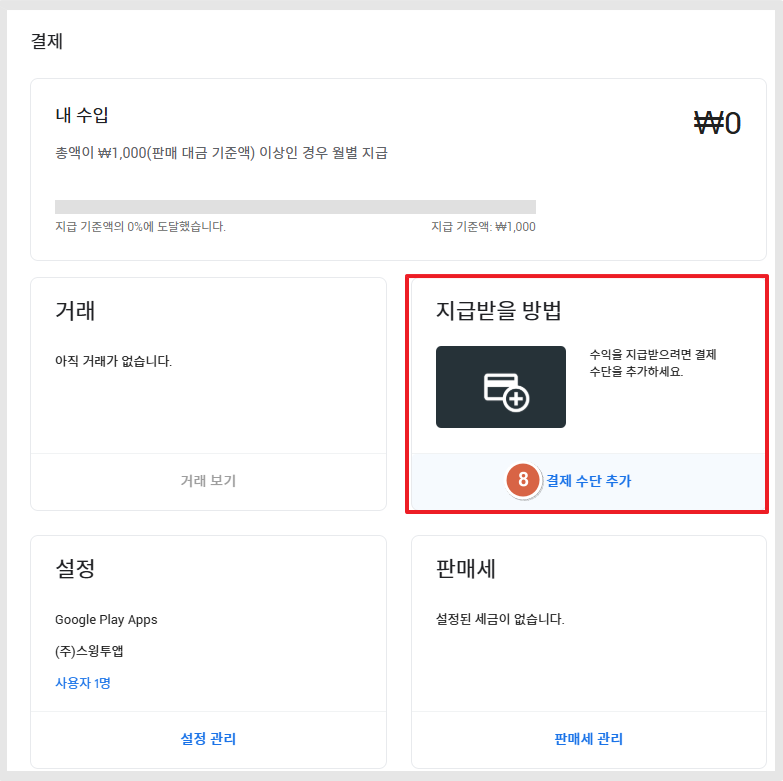 결제
내 수입
₩0
총액이 ₩1,000(판매 대금 기준액) 이상인 경우 월별 지급
지급 기준액의 0%에 도달했습니다.
지급 기준액: ₩1,000
거래
아직 거래가 없습니다.
거래 보기
지급받을 방법
수익을 지급받으려면 결제
수단을 추가하세요.
8 결제 수단 추가
설정
Google Play Apps
(주)스윙투앱
사용자 1명
설정 관리
판매세
설정된 세금이 없습니다.
판매세 관리